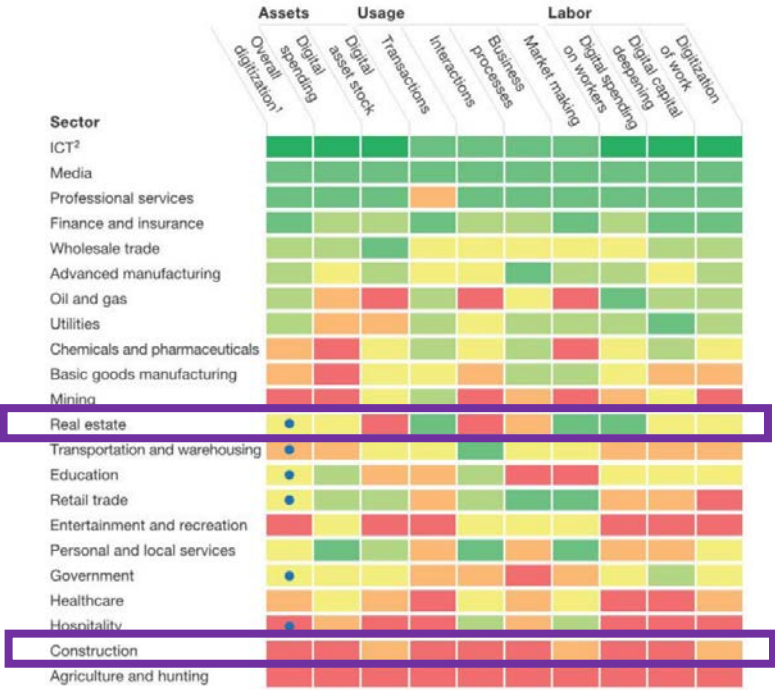 Assets Usage Labor
Overall digitization¹
Digital spending
Digital asset stock
Transactions
Interactions
Business processes
Market making
Digital spending on workers
Digital capital deepening
Digitization of work
Sector
ICT²
Media
Professional services
Finance and insurance
Wholesale trade
Advanced manufacturing
Oil and gas
Utilities
Chemicals and pharmaceuticals
Basic goods manufacturing
Mining
Real estate
Transportation and warehousing
Education
Retail trade
Entertainment and recreation
Personal and local services
Government
Healthcare
Hospitality
Construction
Agriculture and hunting